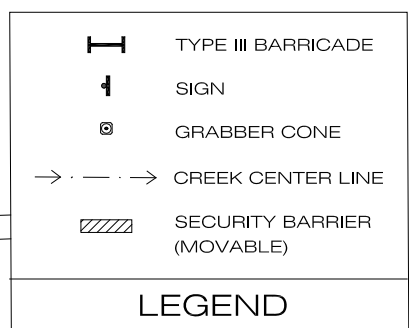 TYPE III BARRICADE
SIGN
GRABBER CONE
CREEK CENTER LINE
SECURITY BARRIER
(MOVABLE)
LEGEND